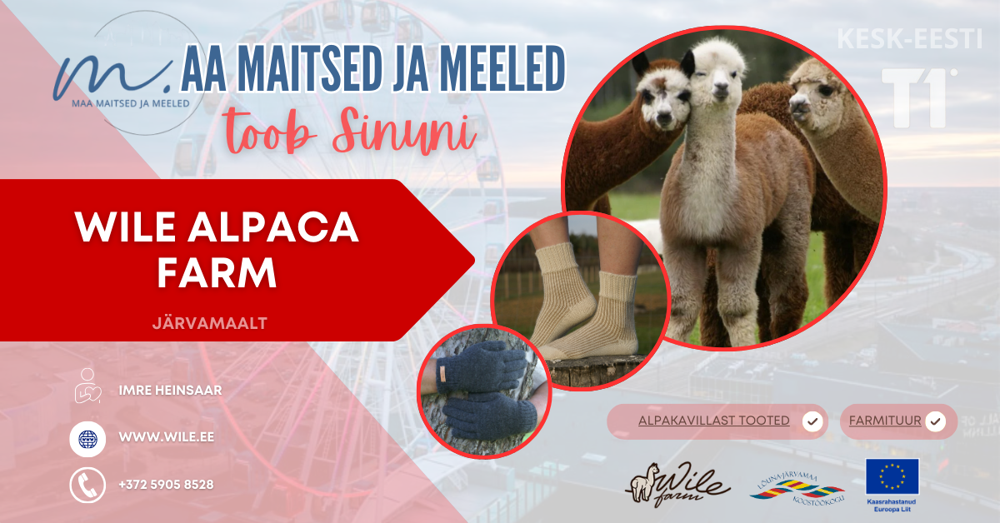 KESK-EESTI
T1
m.
AA MAITSED JA MEELED
MAA MAITSED JA MEELED
toob Sinuni
WILE ALPACA
FARM
JÄRVAMAALT
IMRE HEINSAAR
WWW.WILE.EE
+372 5905 8528
ALPAKAVILLAST TOOTED
FARMITUUR
Wile
farm
LÕUNA-JÄRVAMAA
KOOSTÖÖKOGU
Kaasrahastanud
Euroopa Liit